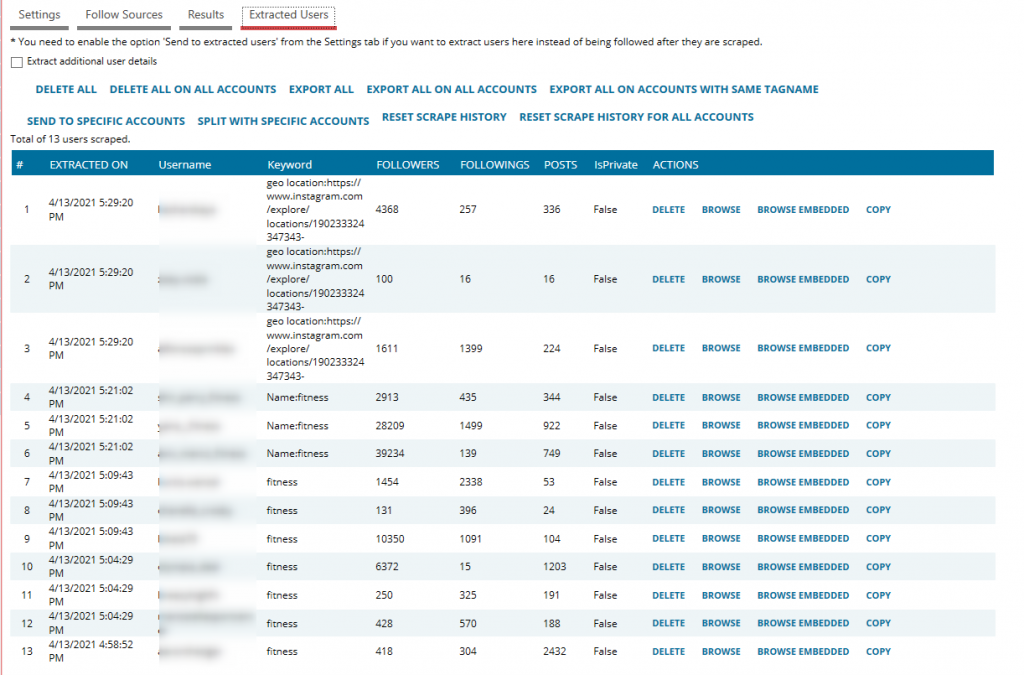 Settings Follow Sources Results Extracted Users
* You need to enable the option 'Send to extracted users' from the Settings tab if you want to extract users here instead of being followed after they are scraped.
Extract additional user details
DELETE ALL DELETE ALL ON ALL ACCOUNTS EXPORT ALL EXPORT ALL ON ALL ACCOUNTS EXPORT ALL ON ACCOUNTS WITH SAME TAGNAME
SEND TO SPECIFIC ACCOUNTS SPLIT WITH SPECIFIC ACCOUNTS RESET SCRAPE HISTORY RESET SCRAPE HISTORY FOR ALL ACCOUNTS
Total of 13 users scraped.
# EXTRACTED ON Username Keyword FOLLOWERS FOLLOWINGS POSTS IsPrivate ACTIONS
geo location:https://
www.instagram.com
1 4/13/2021 5:29:20 /explore/ 4368 257 336 False DELETE BROWSE BROWSE EMBEDDED COPY
PM locations/190233324
347343-
geo location:https://
www.instagram.com
2 4/13/2021 5:29:20 /explore/ 100 16 16 False DELETE BROWSE BROWSE EMBEDDED COPY
PM locations/190233324
347343-
geo location:https://
www.instagram.com
3 4/13/2021 5:29:20 /explore/ 1611 1399 224 False DELETE BROWSE BROWSE EMBEDDED COPY
PM locations/190233324
347343-
4 4/13/2021 5:21:02 Name:fitness 2913 435 344 False DELETE BROWSE BROWSE EMBEDDED COPY
PM
5 4/13/2021 5:21:02 Name:fitness 28209 1499 922 False DELETE BROWSE BROWSE EMBEDDED COPY
PM
6 4/13/2021 5:21:02 Name:fitness 39234 139 749 False DELETE BROWSE BROWSE EMBEDDED COPY
PM
7 4/13/2021 5:09:43 fitness 1454 2338 53 False DELETE BROWSE BROWSE EMBEDDED COPY
PM
8 4/13/2021 5:09:43 fitness 131 396 24 False DELETE BROWSE BROWSE EMBEDDED COPY
PM
9 4/13/2021 5:09:43 fitness 10350 1091 104 False DELETE BROWSE BROWSE EMBEDDED COPY
PM
10 4/13/2021 5:04:29 fitness 6372 15 1203 False DELETE BROWSE BROWSE EMBEDDED COPY
PM
11 4/13/2021 5:04:29 fitness 250 325 191 False DELETE BROWSE BROWSE EMBEDDED COPY
PM
12 4/13/2021 5:04:29 fitness 428 570 188 False DELETE BROWSE BROWSE EMBEDDED COPY
PM
13 4/13/2021 4:58:52 fitness 418 304 2432 False DELETE BROWSE BROWSE EMBEDDED COPY
PM